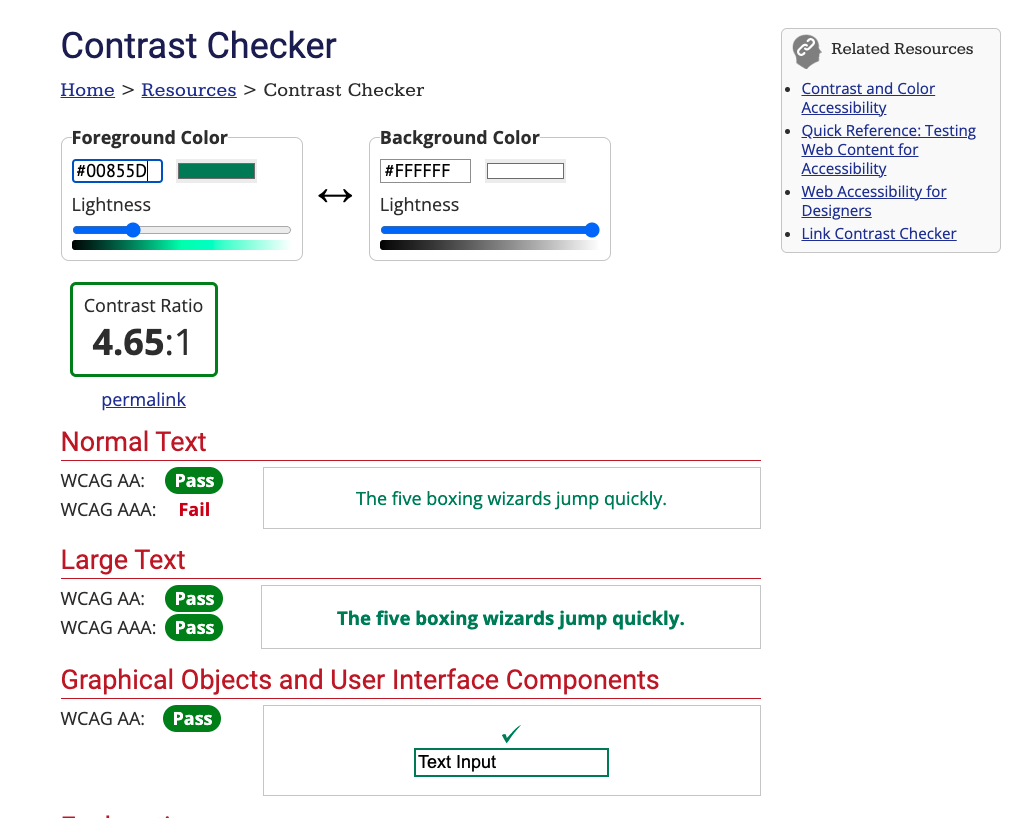 Contrast Checker
Home > Resources > Contrast Checker
Foreground Color
#00855D
Lightness
Background Color
#FFFFFF
Lightness
Contrast Ratio
4.65:1
permalink
Normal Text
WCAG AA: Pass
WCAG AAA: Fail
The five boxing wizards jump quickly.
Large Text
WCAG AA: Pass
WCAG AAA: Pass
The five boxing wizards jump quickly.
Graphical Objects and User Interface Components
WCAG AA: Pass
✓
Text Input
Related Resources
Contrast and Color
Accessibility
Quick Reference: Testing
Web Content for
Accessibility
Web Accessibility for
Designers
Link Contrast Checker